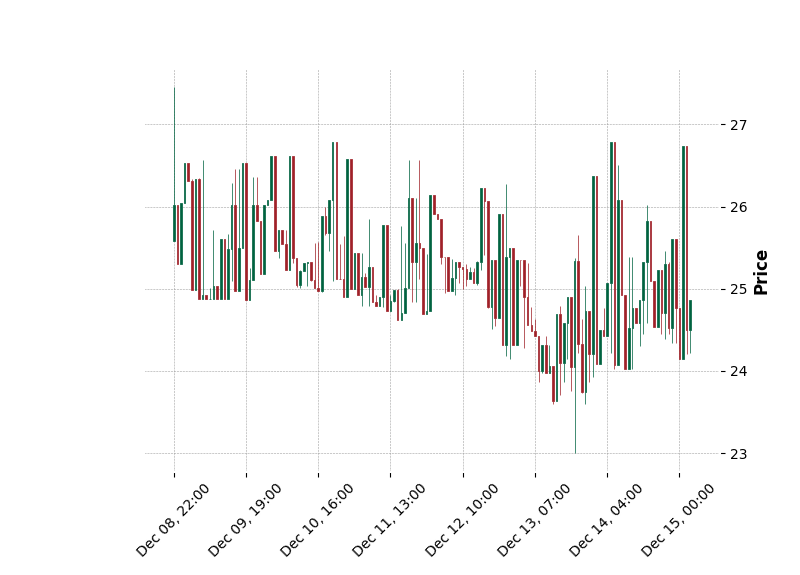 27
26
25
24
23
Price
Dec 08, 22:00
Dec 09, 19:00
Dec 10, 16:00
Dec 11, 13:00
Dec 12, 10:00
Dec 13, 07:00
Dec 14, 04:00
Dec 15, 00:00